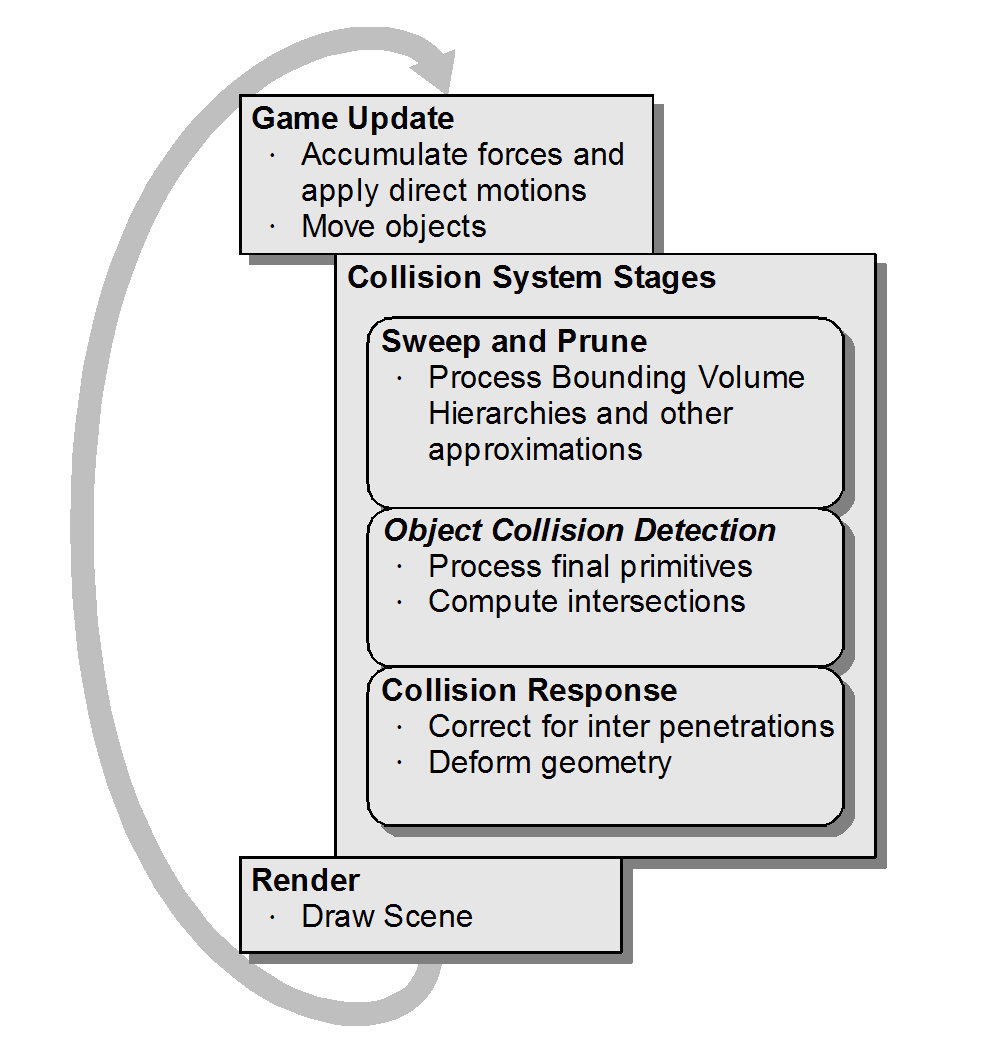 Game Update
· Accumulate forces and
apply direct motions
· Move objects
Collision System Stages
Sweep and Prune
· Process Bounding Volume
Hierarchies and other
approximations
Object Collision Detection
· Process final primitives
· Compute intersections
Collision Response
· Correct for inter penetrations
· Deform geometry
Render
· Draw Scene